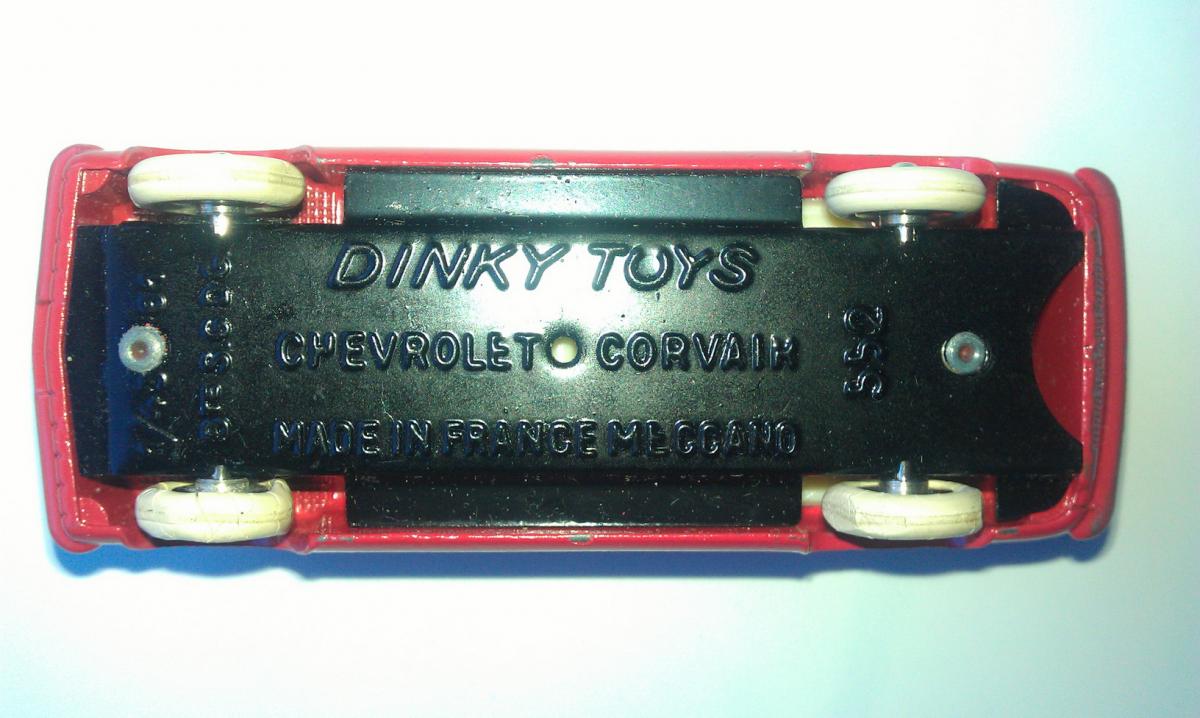 DINKY TOYS
CHEVROLET CORVAIR
MADE IN FRANCE MECCANO
552